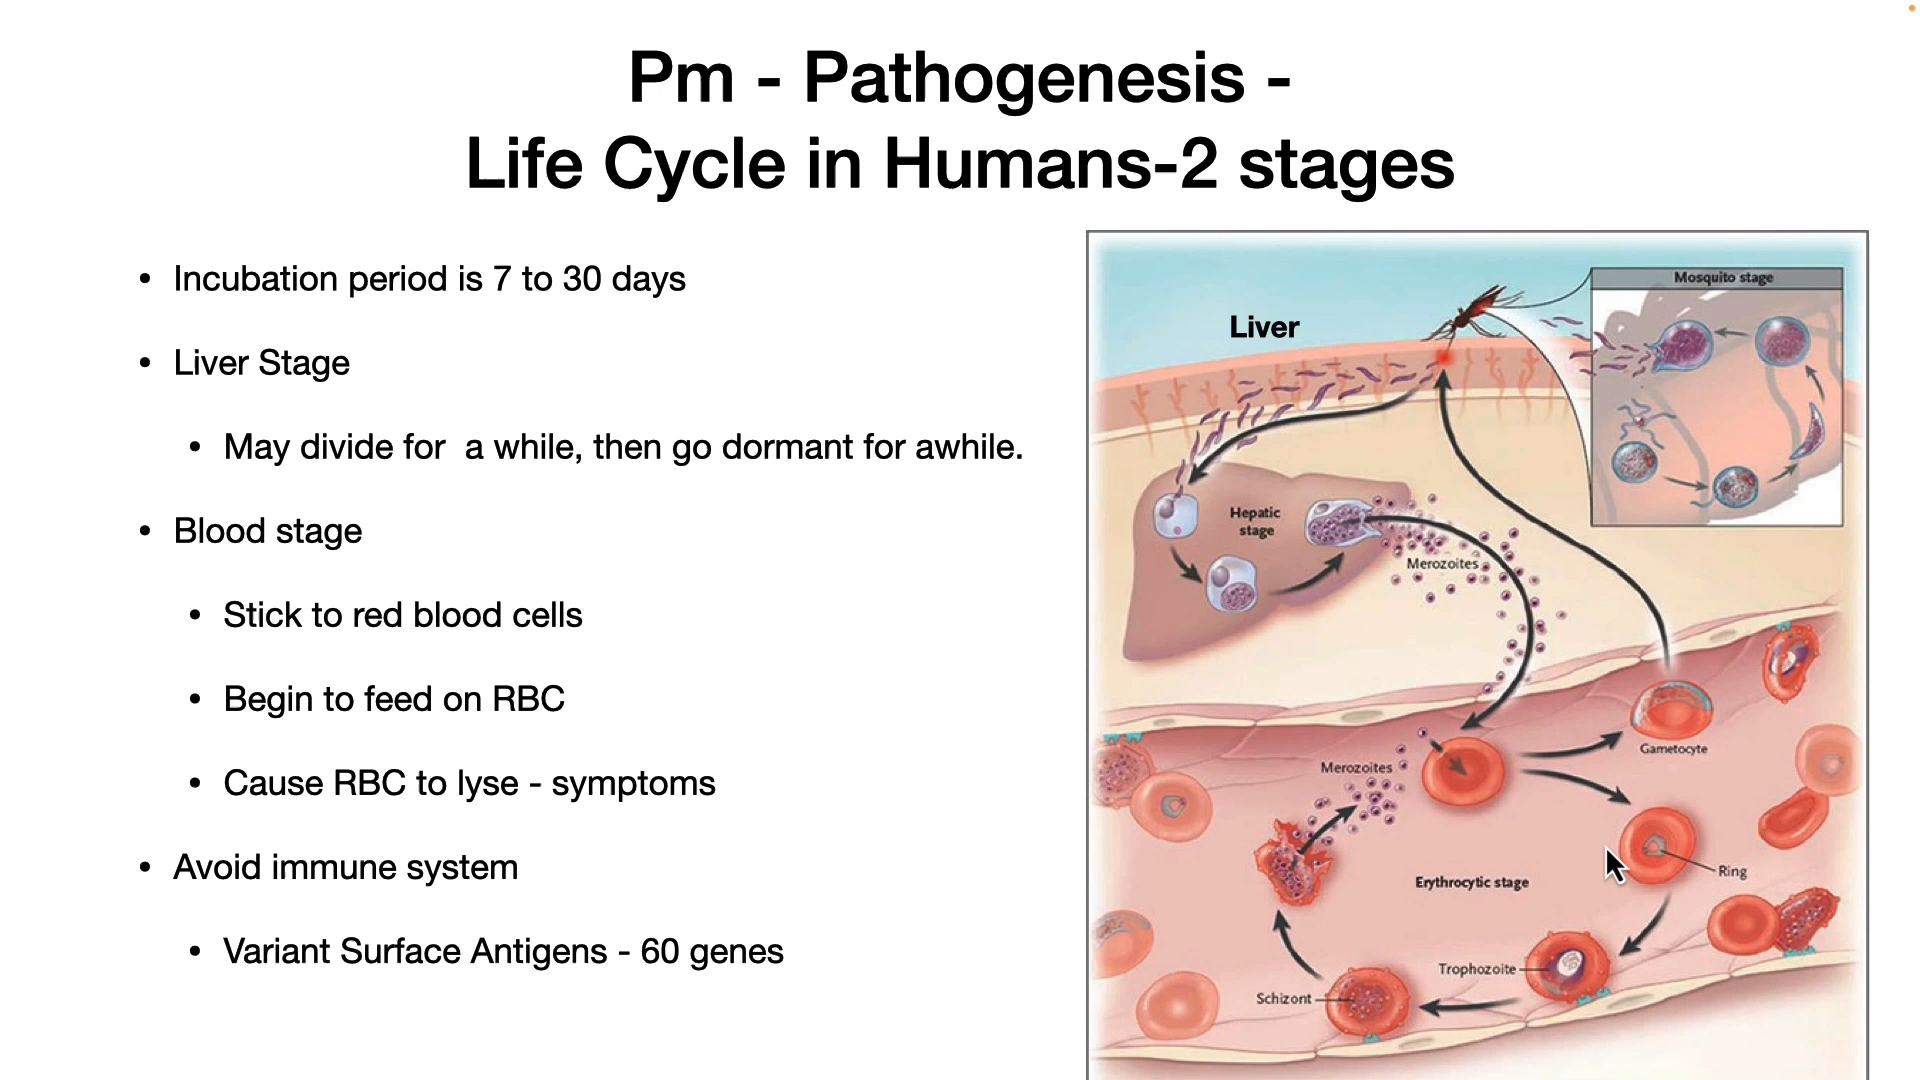 Pm - Pathogenesis -
Life Cycle in Humans-2 stages
• Incubation period is 7 to 30 days
• Liver Stage
• May divide for  a while, then go dormant for awhile.
• Blood stage
• Stick to red blood cells
• Begin to feed on RBC
• Cause RBC to lyse - symptoms
• Avoid immune system
• Variant Surface Antigens - 60 genes
Mosquito stage
Liver
Hepatic
stage
Merozoites
Gametocyte
Merozoites
Ring
Erythrocytic stage
Trophozoite
Schizont